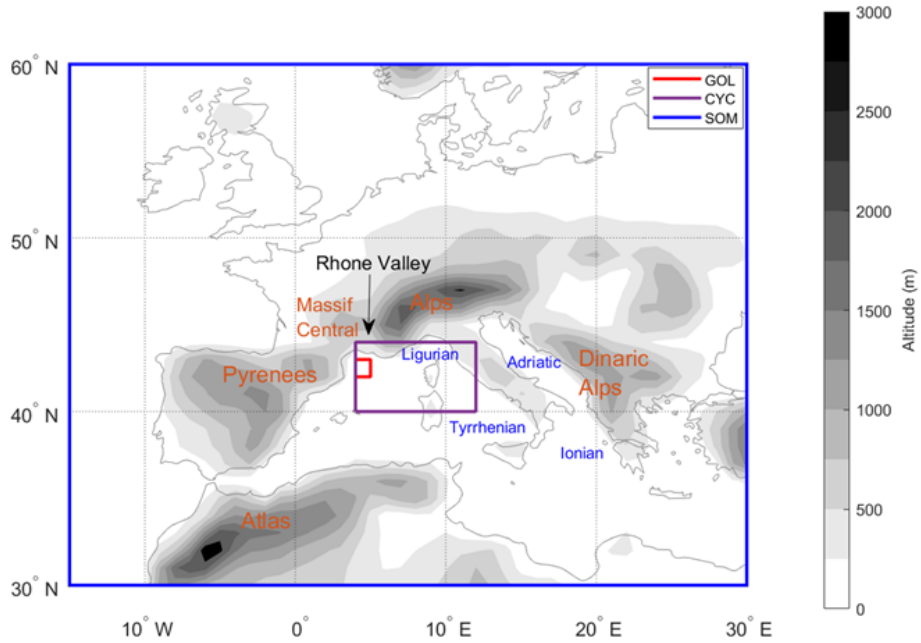 3000
60° N
GOL
CYC
SOM
2500
2000
50° N
Rhone Valley
Massif
Central
Alps
Altitude (m)
1500
Ligurian
Adriatic
Dinaric
Alps
Pyrenees
1000
40° N
Tyrrhenian
Ionian
Atlas
500
30° N
0
10° W
0
10° E
20° E
30° E